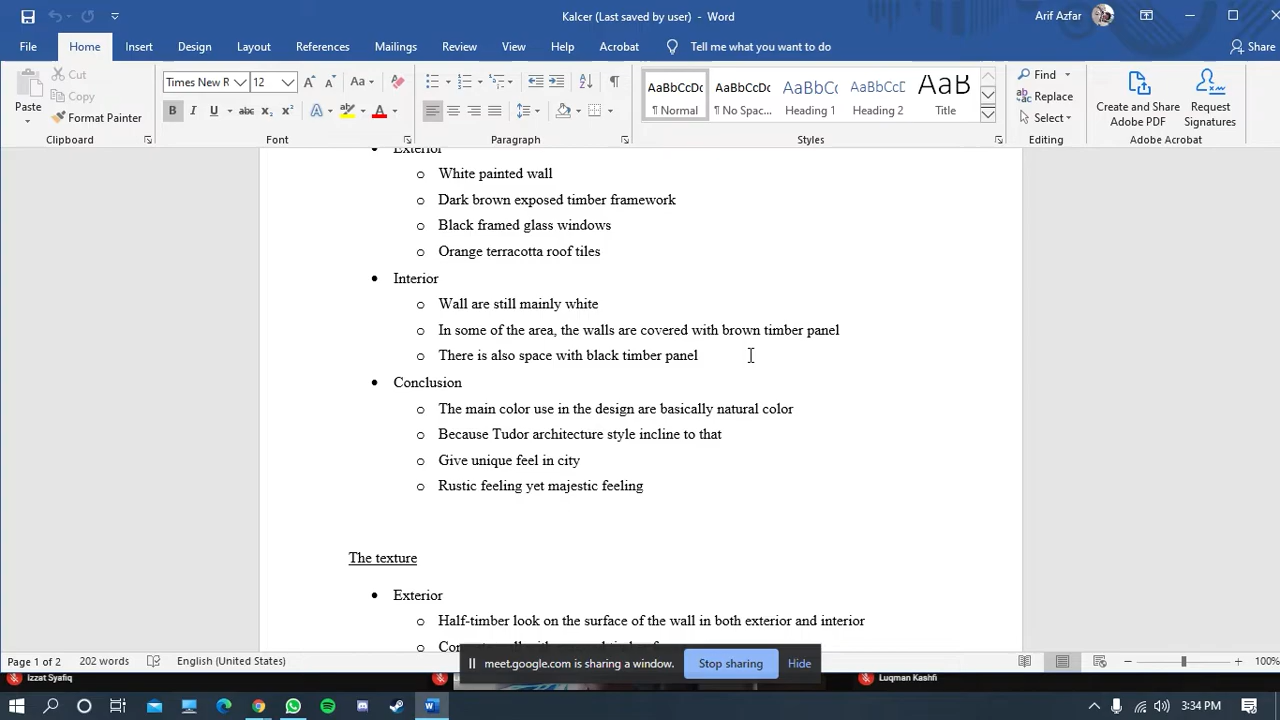 Kalcer (Last saved by user) - Word
Arif Azfar
File Home Insert Design Layout References Mailings Review View Help Acrobat Tell me what you want to do Share
Paste
Cut
Copy
Format Painter
Clipboard
Times New R 12
Font
Paragraph
AaBbCcDc AaBbCcDc AaBbCc AaBbCcD AaB
¶ Normal ¶ No Spac... Heading 1 Heading 2 Title
Styles
Find
Replace
Select
Editing
Create and Share Adobe PDF
Request Signatures
Adobe Acrobat
• Exterior
o White painted wall
o Dark brown exposed timber framework
o Black framed glass windows
o Orange terracotta roof tiles
• Interior
o Wall are still mainly white
o In some of the area, the walls are covered with brown timber panel
o There is also space with black timber panel
• Conclusion
o The main color use in the design are basically natural color
o Because Tudor architecture style incline to that
o Give unique feel in city
o Rustic feeling yet majestic feeling
The texture
• Exterior
o Half-timber look on the surface of the wall in both exterior and interior
meet.google.com is sharing a window. Stop sharing Hide
Page 1 of 2 202 words English (United States) 100%
Izzat Syafiq
Luqman Kashfi
3:34 PM